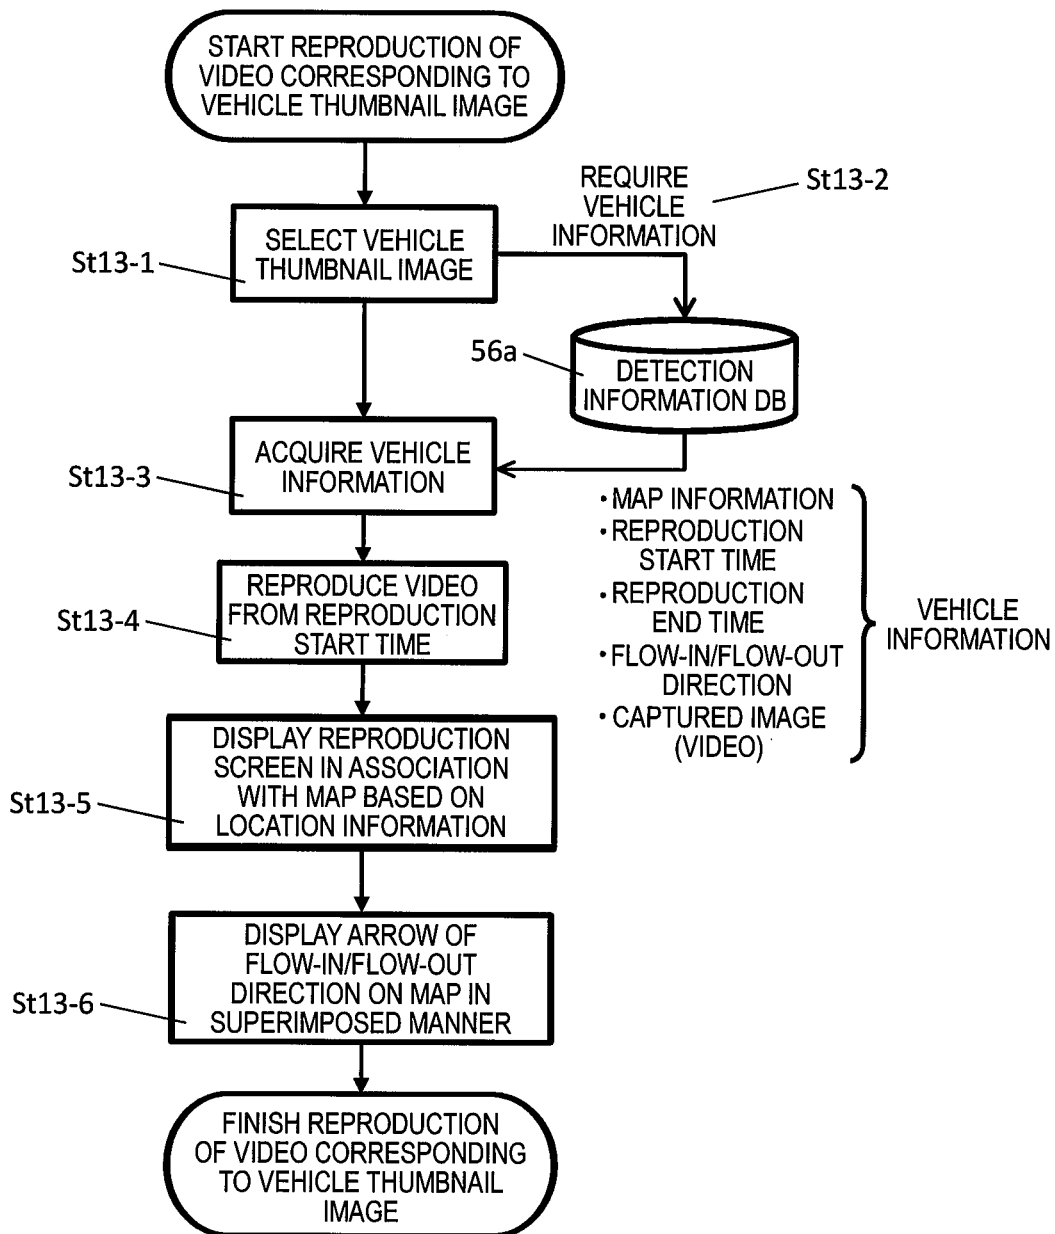 START REPRODUCTION OF
VIDEO CORRESPONDING TO
VEHICLE THUMBNAIL IMAGE
REQUIRE
VEHICLE
INFORMATION
St13-2
SELECT VEHICLE
THUMBNAIL IMAGE
St13-1
56a
DETECTION
INFORMATION DB
ACQUIRE VEHICLE
INFORMATION
St13-3
• MAP INFORMATION
• REPRODUCTION
START TIME
• REPRODUCTION
END TIME
• FLOW-IN/FLOW-OUT
DIRECTION
• CAPTURED IMAGE
(VIDEO)
VEHICLE
INFORMATION
REPRODUCE VIDEO
FROM REPRODUCTION
START TIME
St13-4
DISPLAY REPRODUCTION
SCREEN IN ASSOCIATION
WITH MAP BASED ON
LOCATION INFORMATION
St13-5
DISPLAY ARROW OF
FLOW-IN/FLOW-OUT
DIRECTION ON MAP IN
SUPERIMPOSED MANNER
St13-6
FINISH REPRODUCTION
OF VIDEO CORRESPONDING
TO VEHICLE THUMBNAIL
IMAGE